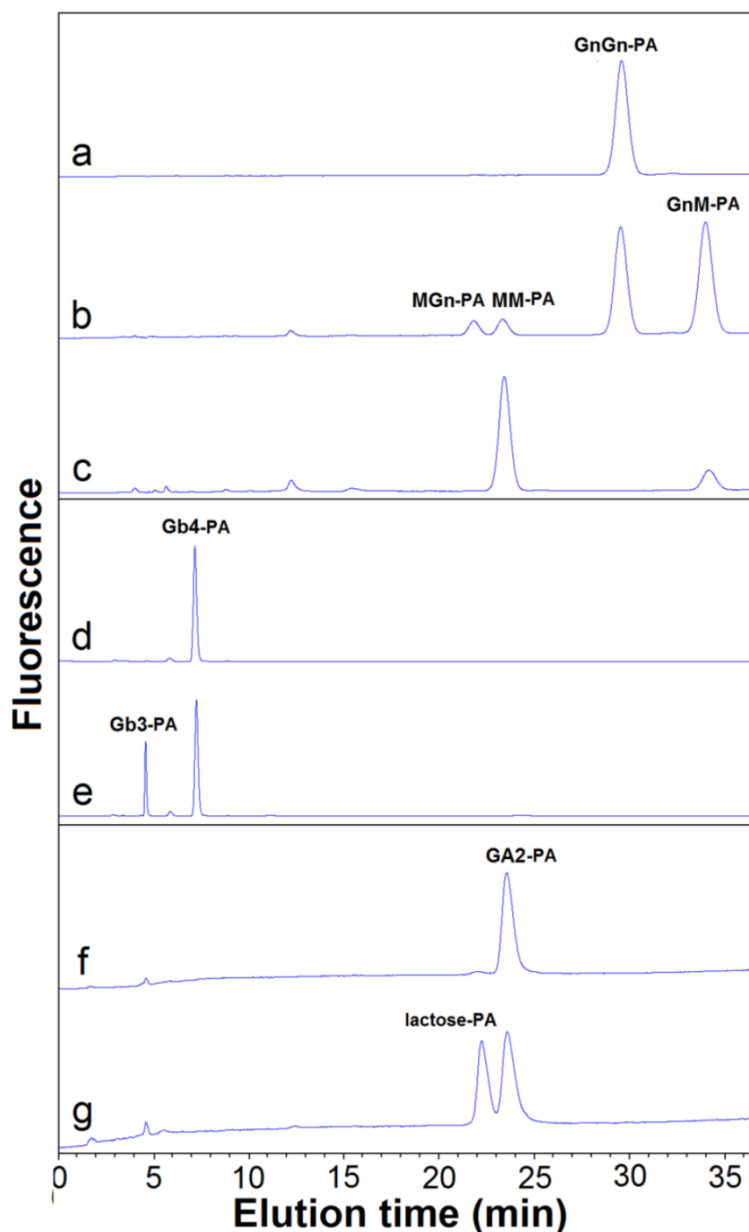 GnGn-PA
a
GnM-PA
MGn-PA MM-PA
b
c
Gb4-PA
d
Gb3-PA
e
GA2-PA
f
lactose-PA
g
Fluorescence
0 5 10 15 20 25 30 35
Elution time (min)